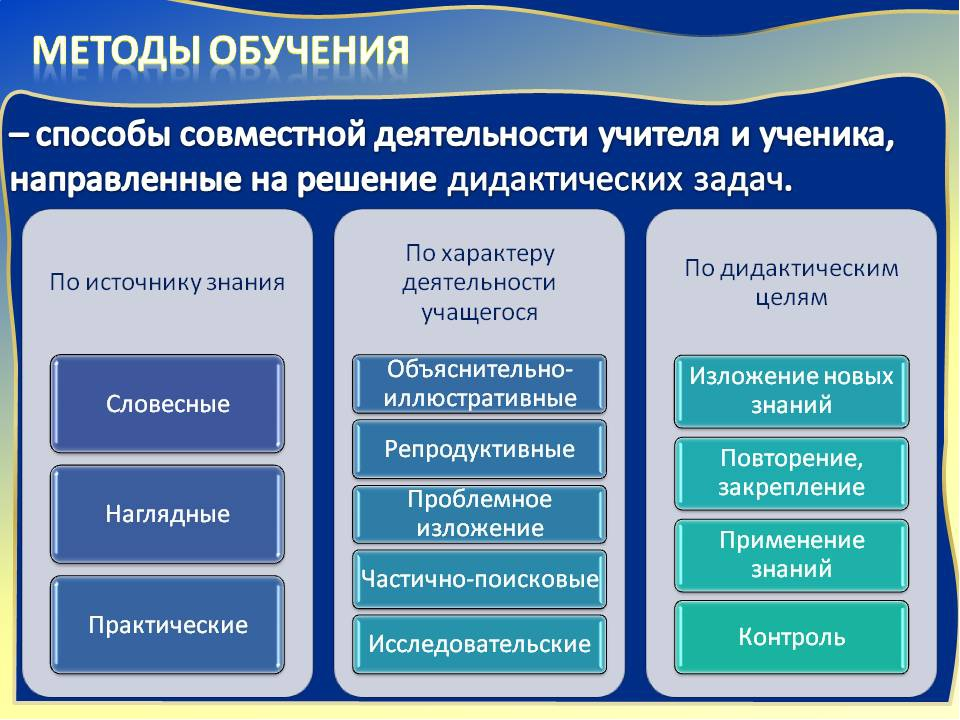 МЕТОДЫ ОБУЧЕНИЯ
– способы совместной деятельности учителя и ученика,
направленные на решение дидактических задач.
По источнику знания
Словесные
Наглядные
Практические
По характеру
деятельности
учащегося
Объяснительно-
иллюстративные
Репродуктивные
Проблемное
изложение
Частично-поисковые
Исследовательские
По дидактическим
целям
Изложение новых
знаний
Повторение,
закрепление
Применение
знаний
Контроль